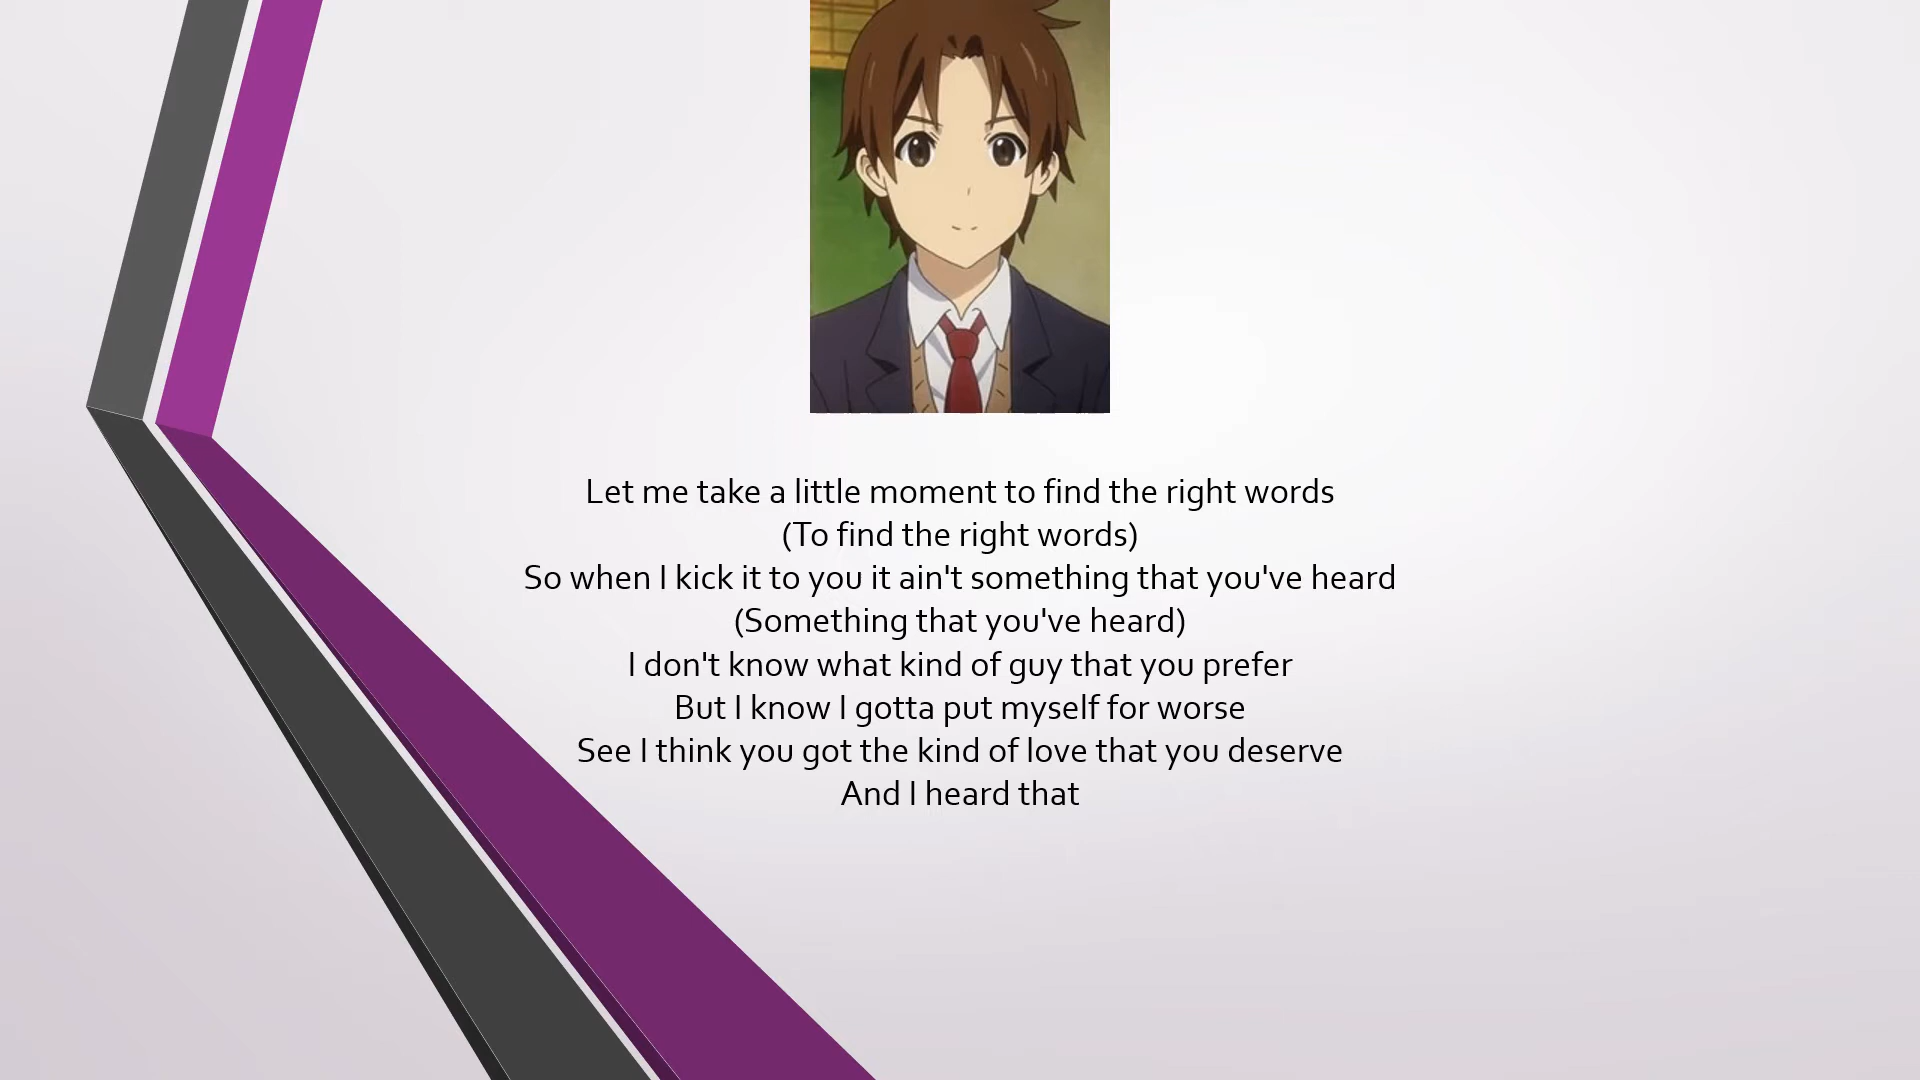 Let me take a little moment to find the right words
(To find the right words)
So when I kick it to you it ain't something that you've heard
(Something that you've heard)
I don't know what kind of guy that you prefer
But I know I gotta put myself for worse
See I think you got the kind of love that you deserve
And I heard that